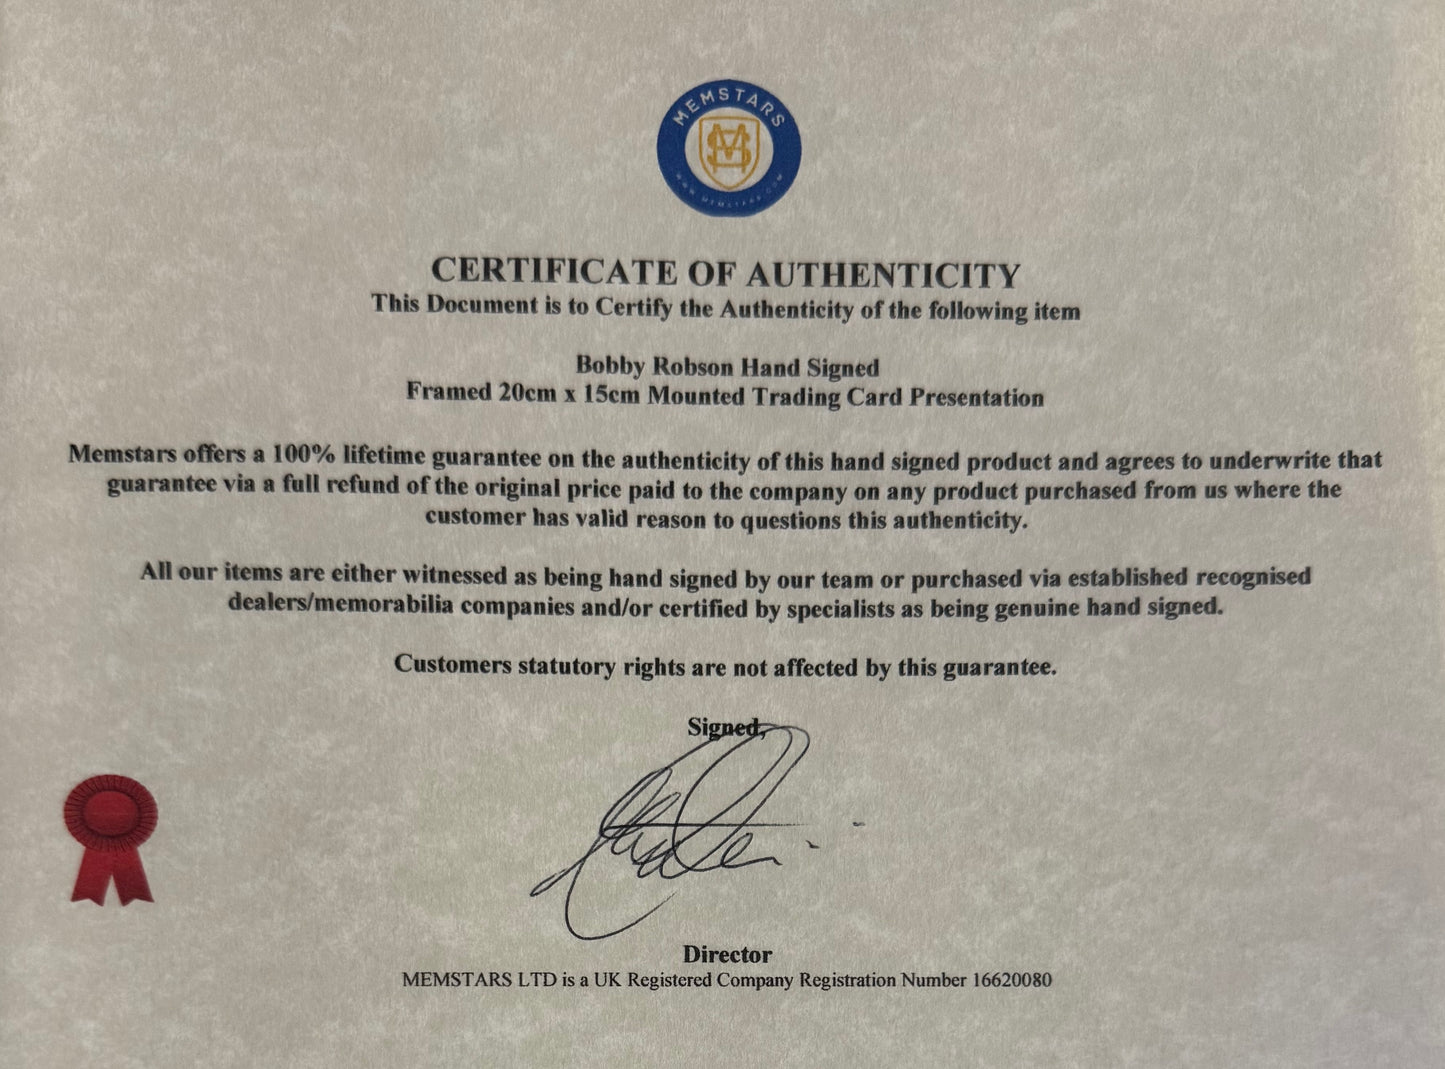 MEMSTARS
MS
WWW.MEMSTARS.COM
CERTIFICATE OF AUTHENTICITY
This Document is to Certify the Authenticity of the following item
Bobby Robson Hand Signed
Framed 20cm x 15cm Mounted Trading Card Presentation
Memstars offers a 100% lifetime guarantee on the authenticity of this hand signed product and agrees to underwrite that
guarantee via a full refund of the original price paid to the company on any product purchased from us where the
customer has valid reason to questions this authenticity.
All our items are either witnessed as being hand signed by our team or purchased via established recognised
dealers/memorabilia companies and/or certified by specialists as being genuine hand signed.
Customers statutory rights are not affected by this guarantee.
Signed,
Director
MEMSTARS LTD is a UK Registered Company Registration Number 16620080